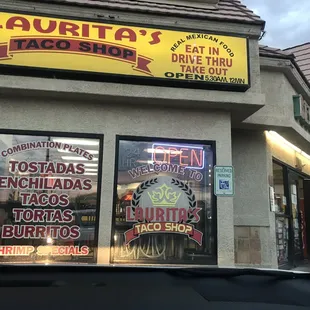 LAURITA'S
TACO SHOP
REAL MEXICAN FOOD
EAT IN
DRIVE THRU
TAKE OUT
OPEN 5:30AM, 12MN
COMBINATION PLATES
TOSTADAS
ENCHILADAS
TACOS
TORTAS
BURRITOS
SHRIMP SPECIALS
OPEN
WELCOME TO
LAURITA'S
TACO SHOP